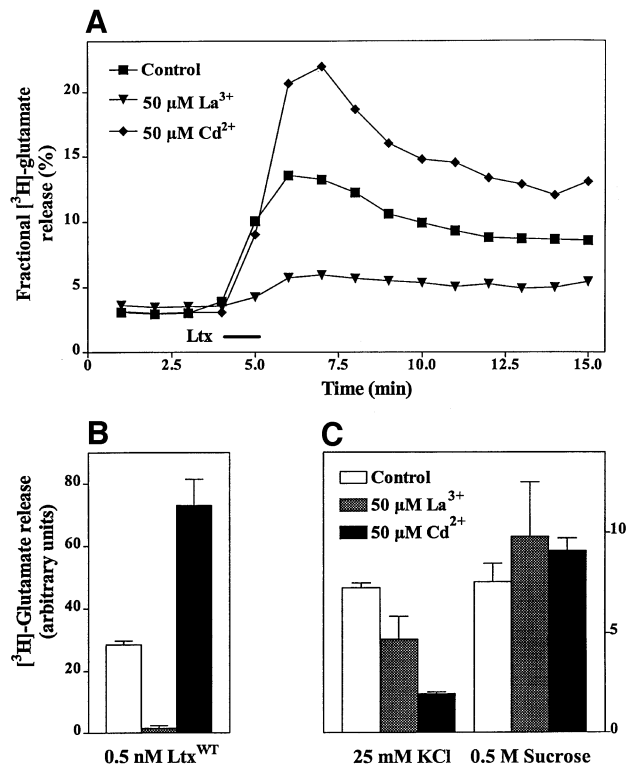 A
Fractional [³H]-glutamate
release (%)
Control
50 µM La³⁺
50 µM Cd²⁺
20
15
10
5
0
Ltx
0
2.5
5.0
7.5
10.0
12.5
15.0
Time (min)
B
[³H]-Glutamate release
(arbitrary units)
80
60
40
20
0
0.5 nM Ltxᵂᵀ
C
Control
50 µM La³⁺
50 µM Cd²⁺
10
5
0
25 mM KCl
0.5 M Sucrose